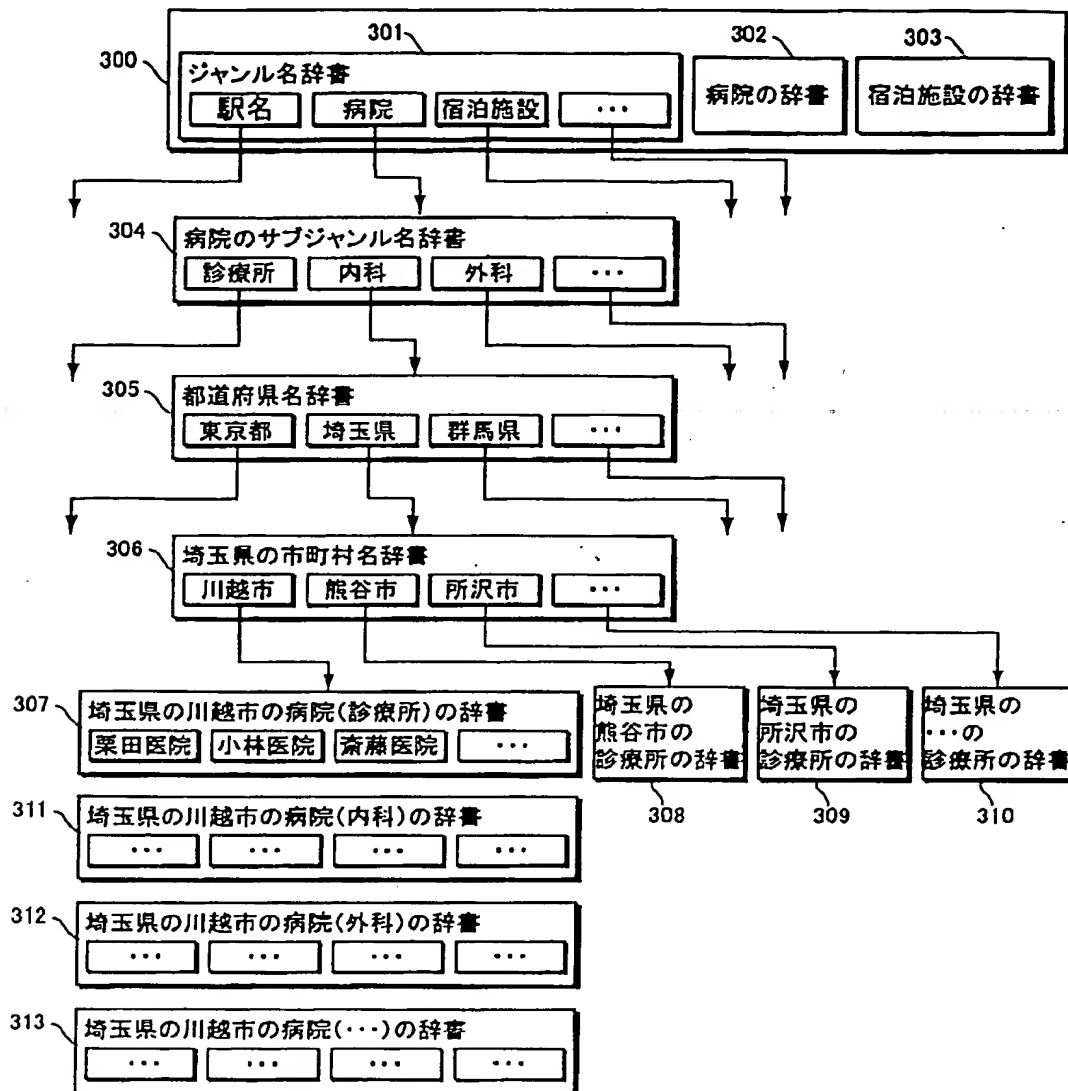 301
302
303
300
ジャンル名辞書
駅名
病院
宿泊施設
・・・
病院の辞書
宿泊施設の辞書
304
病院のサブジャンル名辞書
診療所
内科
外科
・・・
305
都道府県名辞書
東京都
埼玉県
群馬県
・・・
306
埼玉県の市町村名辞書
川越市
熊谷市
所沢市
・・・
307
埼玉県の川越市の病院(診療所)の辞書
栗田医院
小林医院
斎藤医院
・・・
埼玉県の
熊谷市の
診療所の辞書
埼玉県の
所沢市の
診療所の辞書
埼玉県の
・・・の
診療所の辞書
308
309
310
311
埼玉県の川越市の病院(内科)の辞書
・・・
・・・
・・・
・・・
312
埼玉県の川越市の病院(外科)の辞書
・・・
・・・
・・・
・・・
313
埼玉県の川越市の病院(・・・)の辞書
・・・
・・・
・・・
・・・